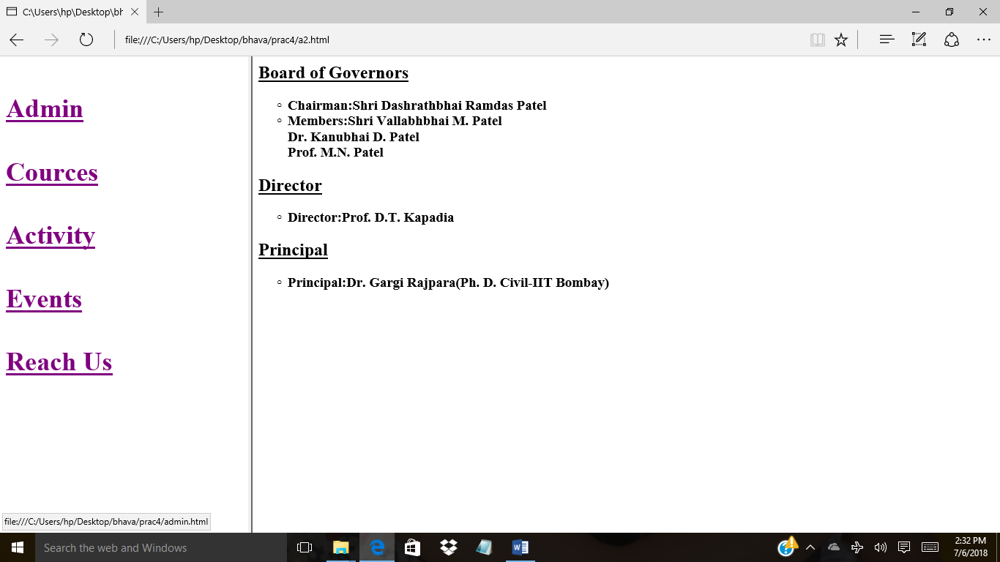 C:\Users\hp\Desktop\bh
file:///C:/Users/hp/Desktop/bhava/prac4/a2.html
Admin
Cources
Activity
Events
Reach Us
Board of Governors
Chairman:Shri Dashrathbhai Ramdas Patel
Members:Shri Vallabhbhai M. Patel
Dr. Kanubhai D. Patel
Prof. M.N. Patel
Director
Director:Prof. D.T. Kapadia
Principal
Principal:Dr. Gargi Rajpara(Ph. D. Civil-IIT Bombay)
file:///C:/Users/hp/Desktop/bhava/prac4/admin.html
Search the web and Windows
2:32 PM
7/6/2018